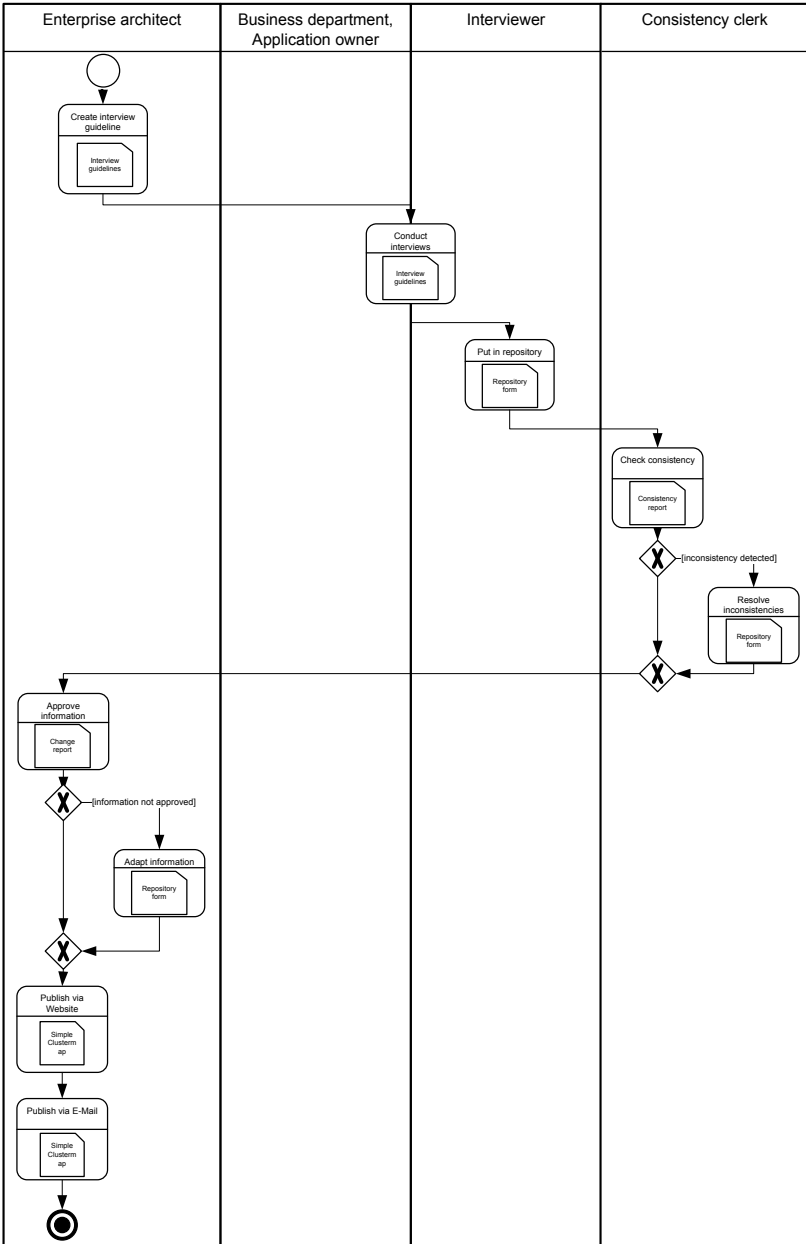 Enterprise architect
Business department,
Application owner
Interviewer
Consistency clerk
Create interview
guideline
Interview
guidelines
Conduct
interviews
Interview
guidelines
Put in repository
Repository
form
Check consistency
Consistency
report
X
[inconsistency detected]
Resolve
inconsistencies
Repository
form
X
Approve
information
Change
report
X
[information not approved]
Adapt information
Repository
form
X
Publish via
Website
Simple
Clusterm
ap
Publish via E-Mail
Simple
Clusterm
ap